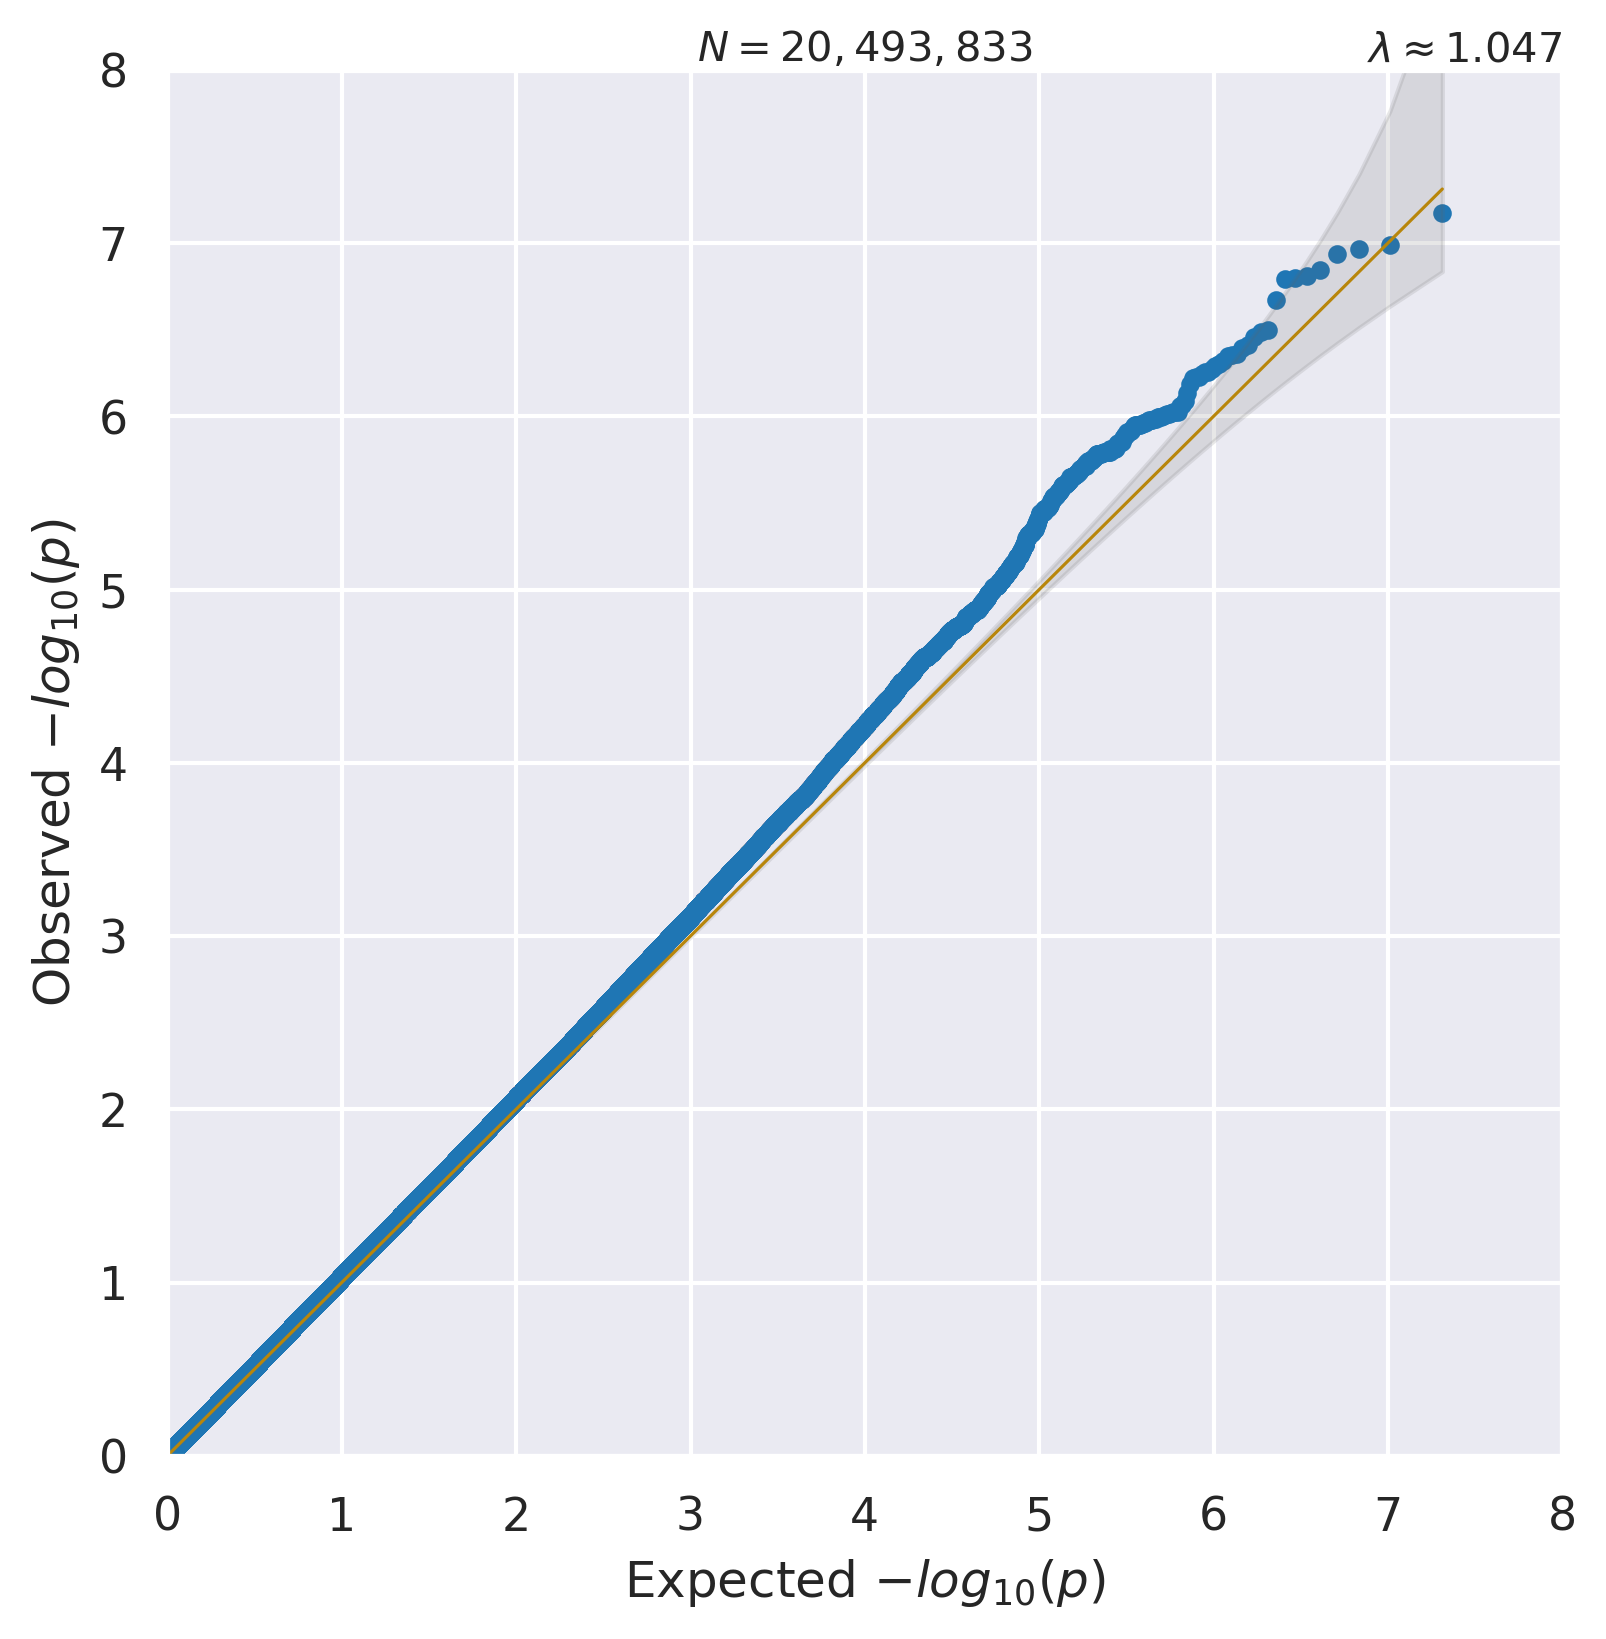 N = 20,493,833
λ ≈ 1.047
8
7
6
5
4
3
2
1
0
Observed −log₁₀(p)
0 1 2 3 4 5 6 7 8
Expected −log₁₀(p)